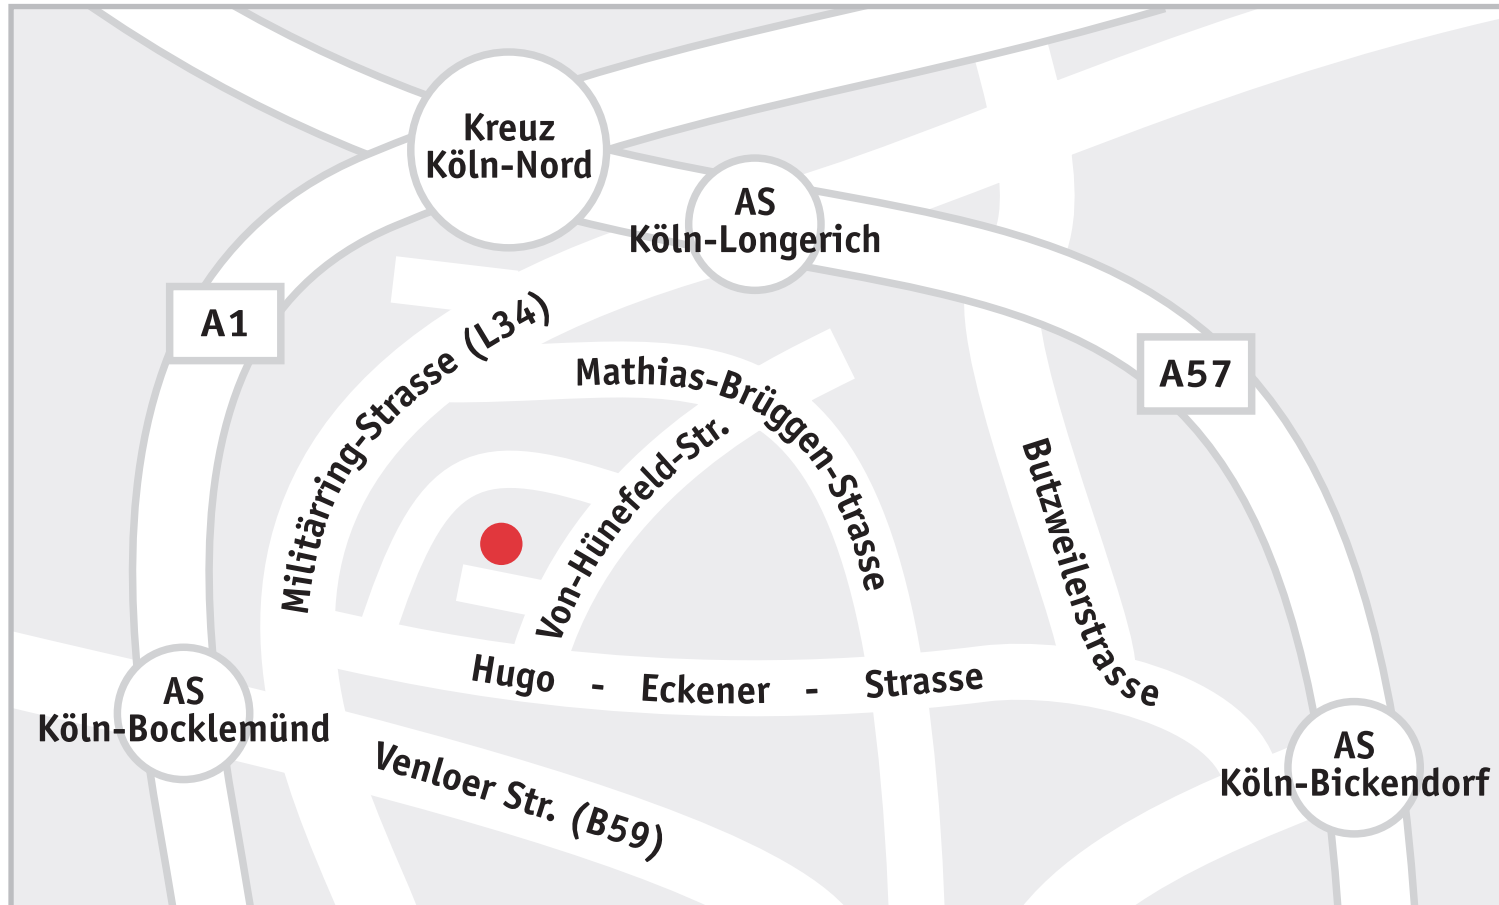 Kreuz
Köln-Nord
AS
Köln-Longerich
A1
Militärring-Strasse (L34)
Mathias-Brüggen-Strasse
A57
Von-Hünefeld-Str.
Butzweilerstrasse
Hugo - Eckener - Strasse
AS
Köln-Bocklemünd
Venloer Str. (B59)
AS
Köln-Bickendorf